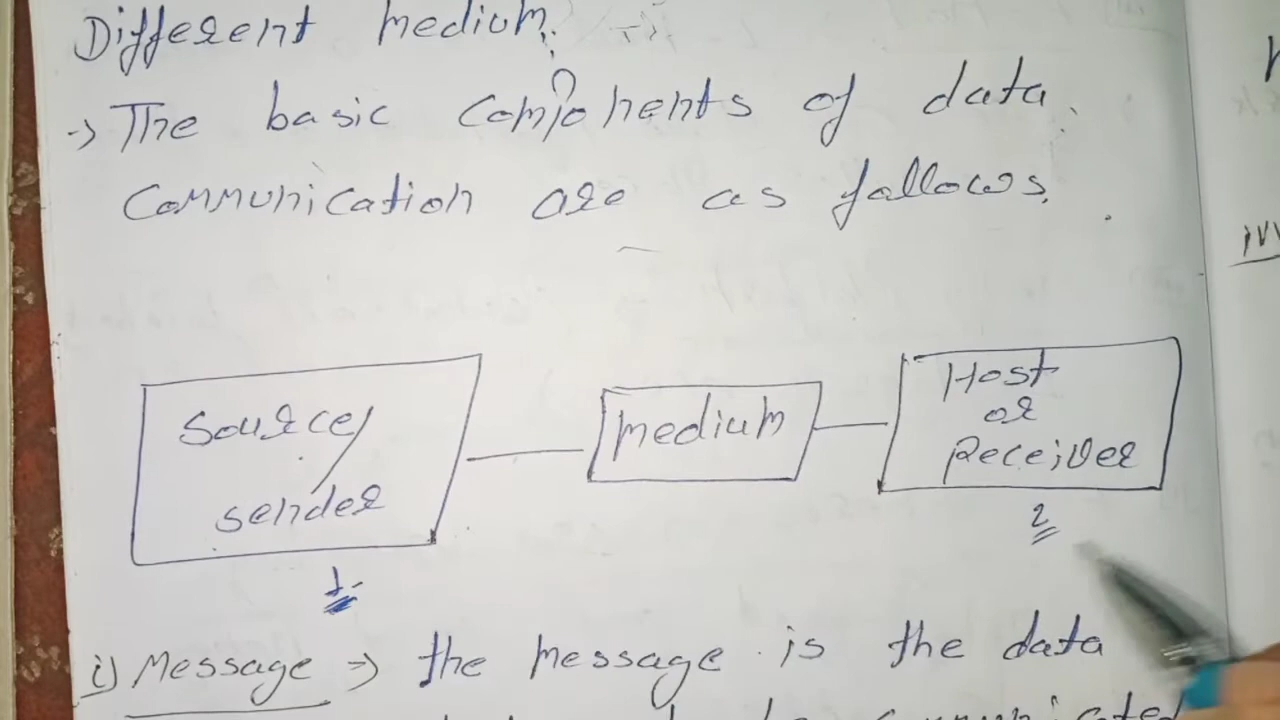 Different medium.
→ The basic components of data
communication are as fallows.
Source/
sender
medium
Host
or
Receiver
1
2
i) Message ⇒ the message is the data
communicated